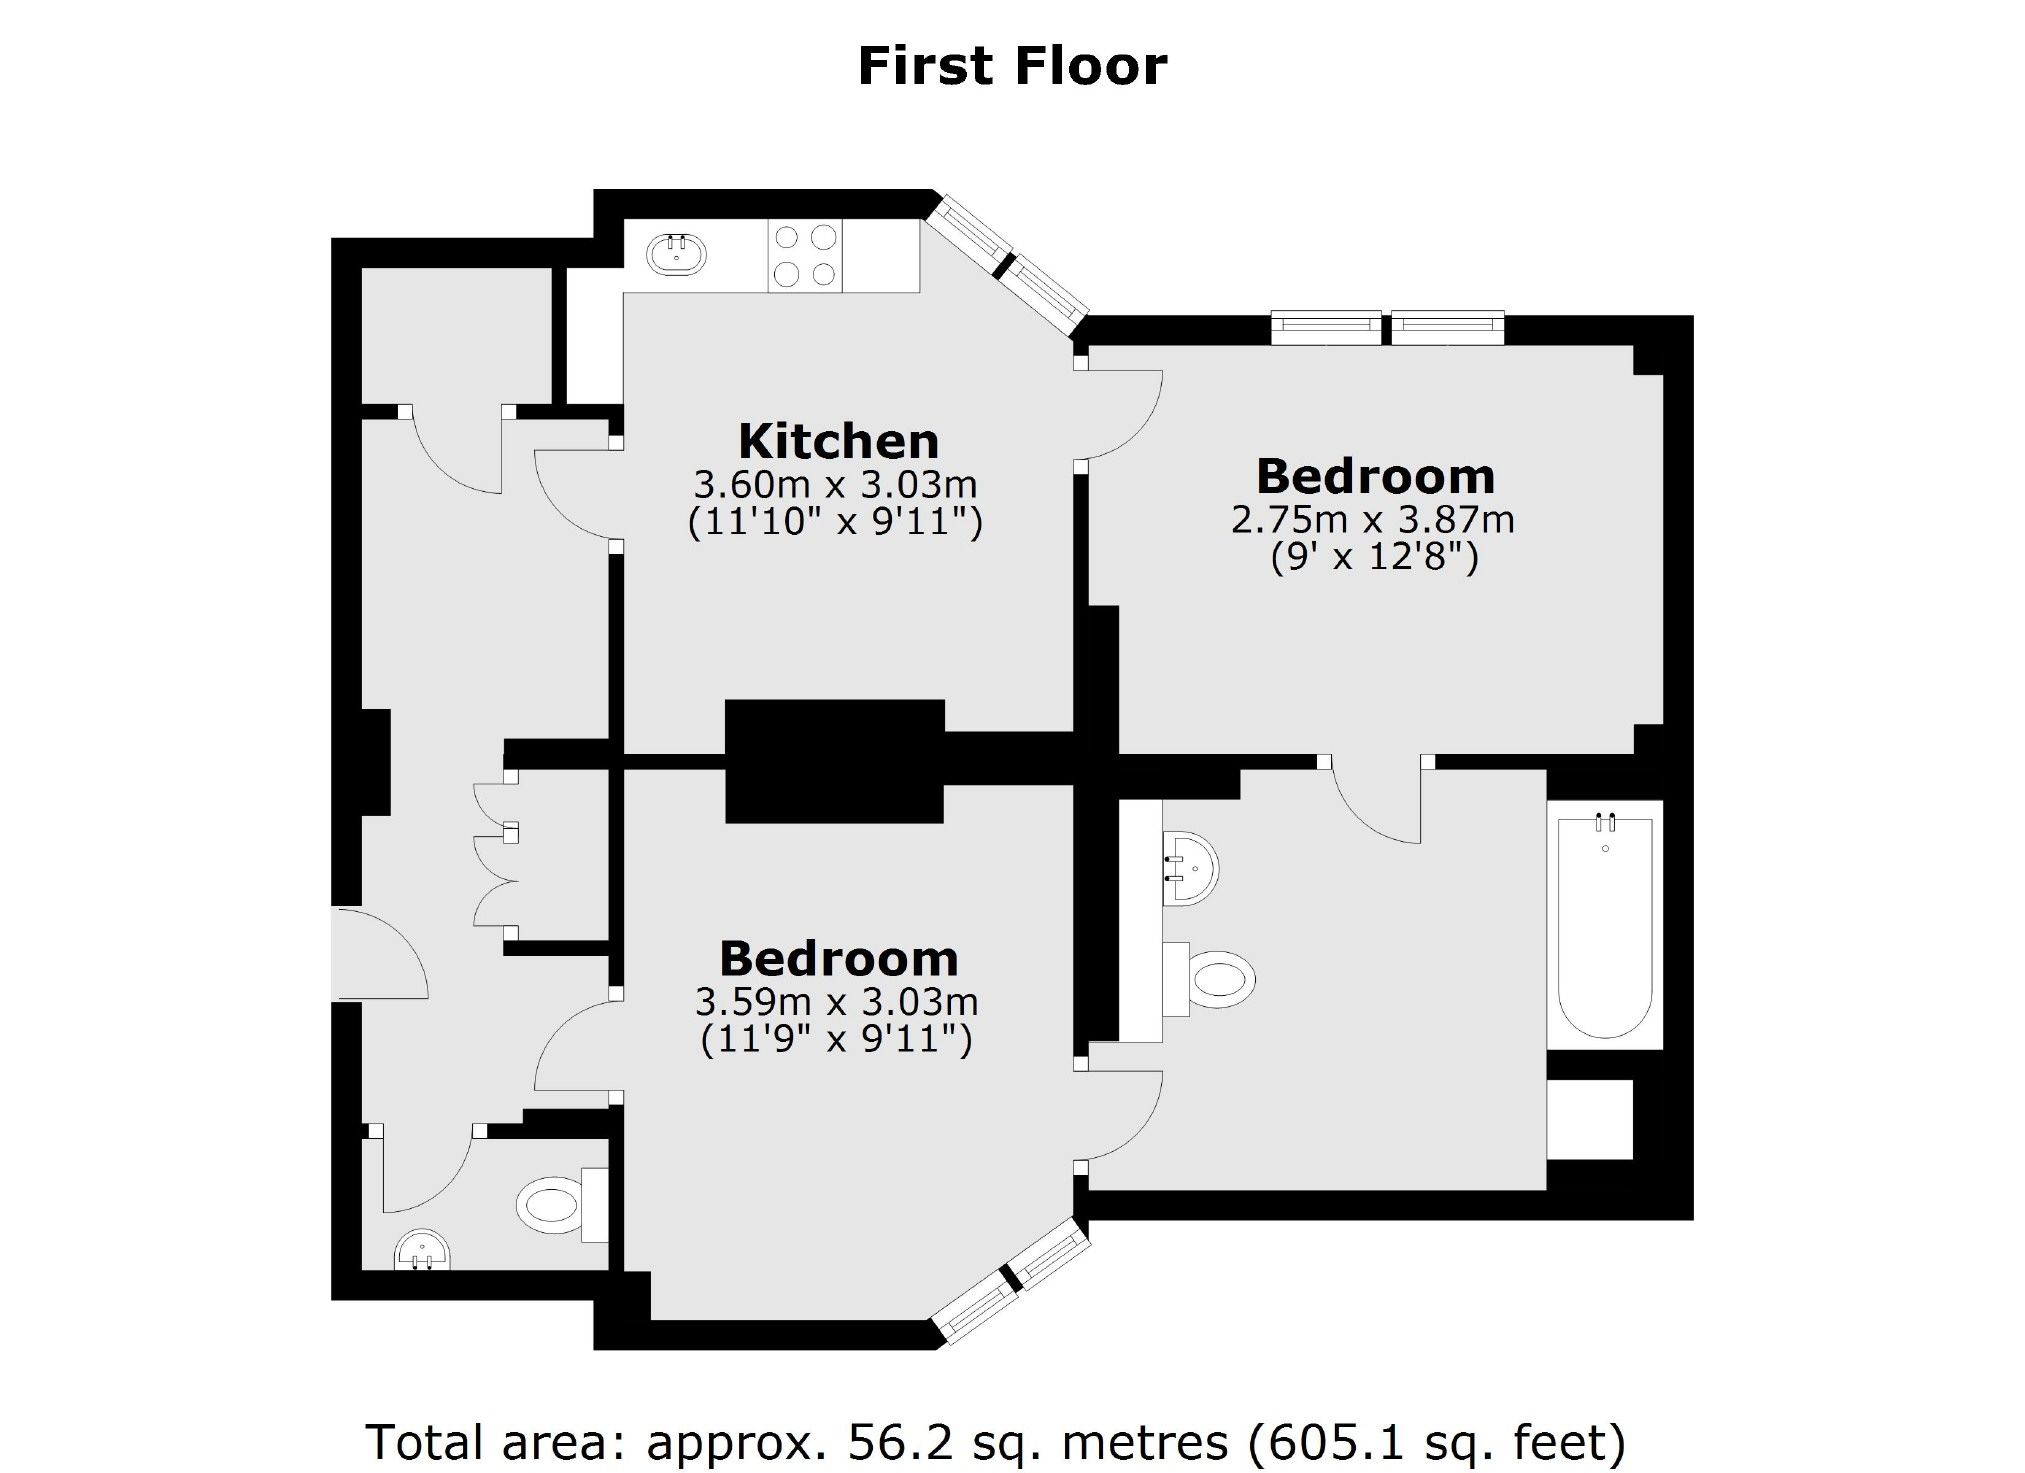 First Floor
Kitchen
3.60m x 3.03m
(11'10" x 9'11")
Bedroom
2.75m x 3.87m
(9' x 12'8")
Bedroom
3.59m x 3.03m
(11'9" x 9'11")
Total area: approx. 56.2 sq. metres (605.1 sq. feet)